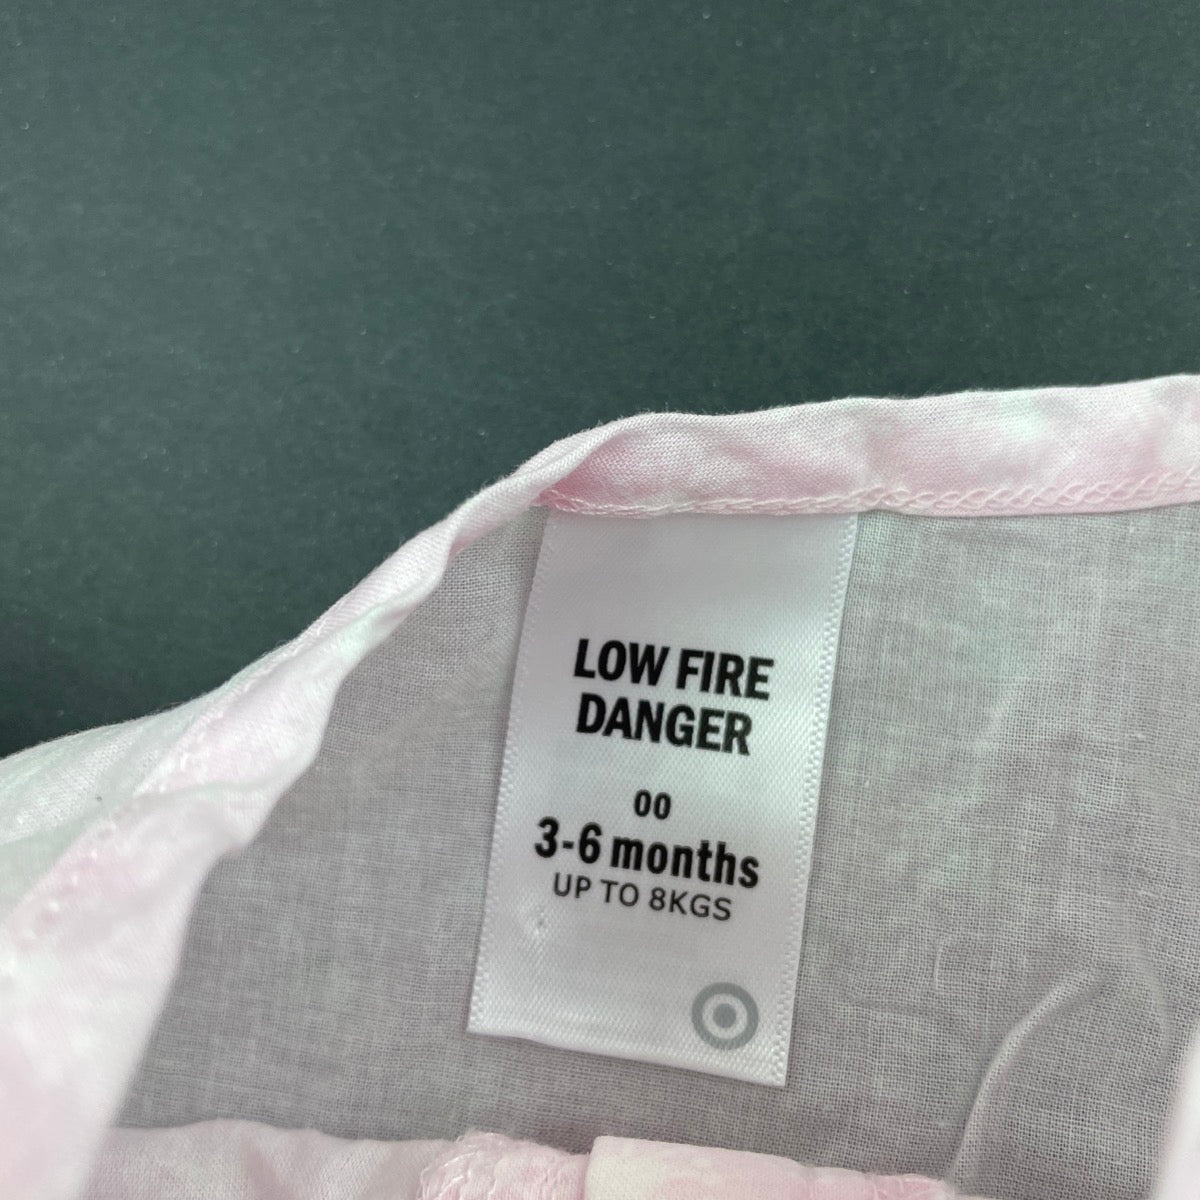 LOW FIRE
DANGER
00
3-6 months
UP TO 8KGS